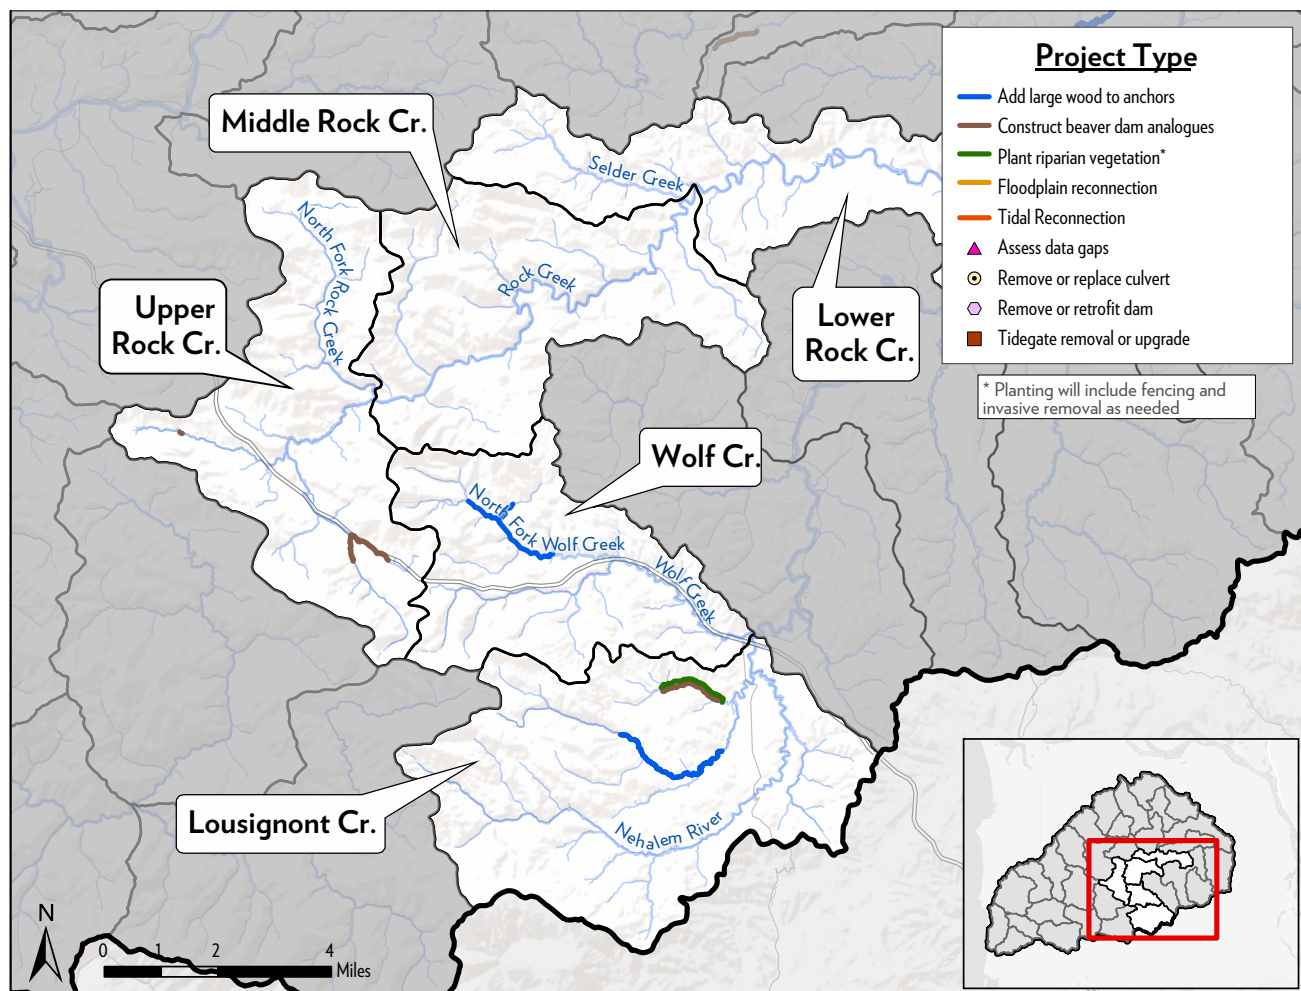 Project Type
Add large wood to anchors
Construct beaver dam analogues
Plant riparian vegetation*
Floodplain reconnection
Tidal Reconnection
Assess data gaps
Remove or replace culvert
Remove or retrofit dam
Tidegate removal or upgrade
* Planting will include fencing and
invasive removal as needed
Middle Rock Cr.
Selder Creek
North Fork Rock Creek
Rock Creek
Upper
Rock Cr.
Lower
Rock Cr.
Wolf Cr.
North Fork Wolf Creek
Wolf Creek
Lousignont Cr.
Nehalem River
N
0 1 2 4
Miles